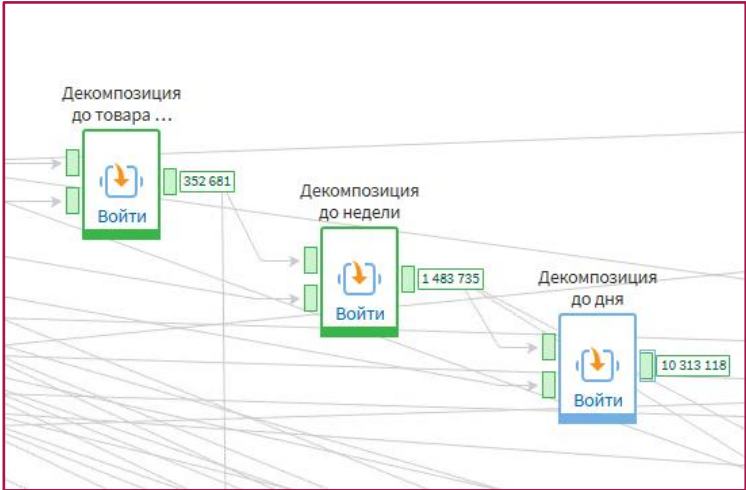 Декомпозиция
до товара ...
Войти
352 681
Декомпозиция
до недели
Войти
1 483 735
Декомпозиция
до дня
Войти
10 313 118